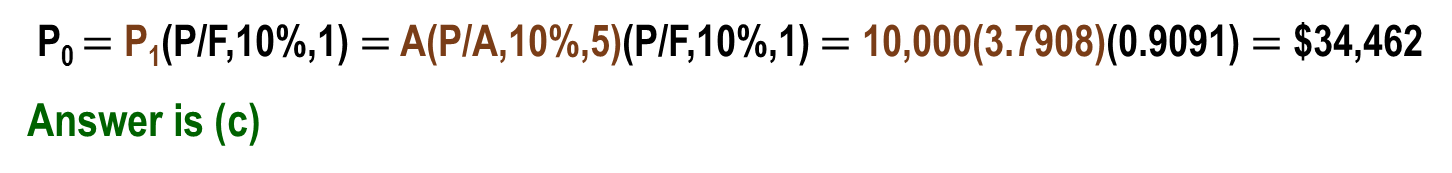 P₀ = P₁(P/F,10%,1) = A(P/A,10%,5)(P/F,10%,1) = 10,000(3.7908)(0.9091) = $34,462
Answer is (c)